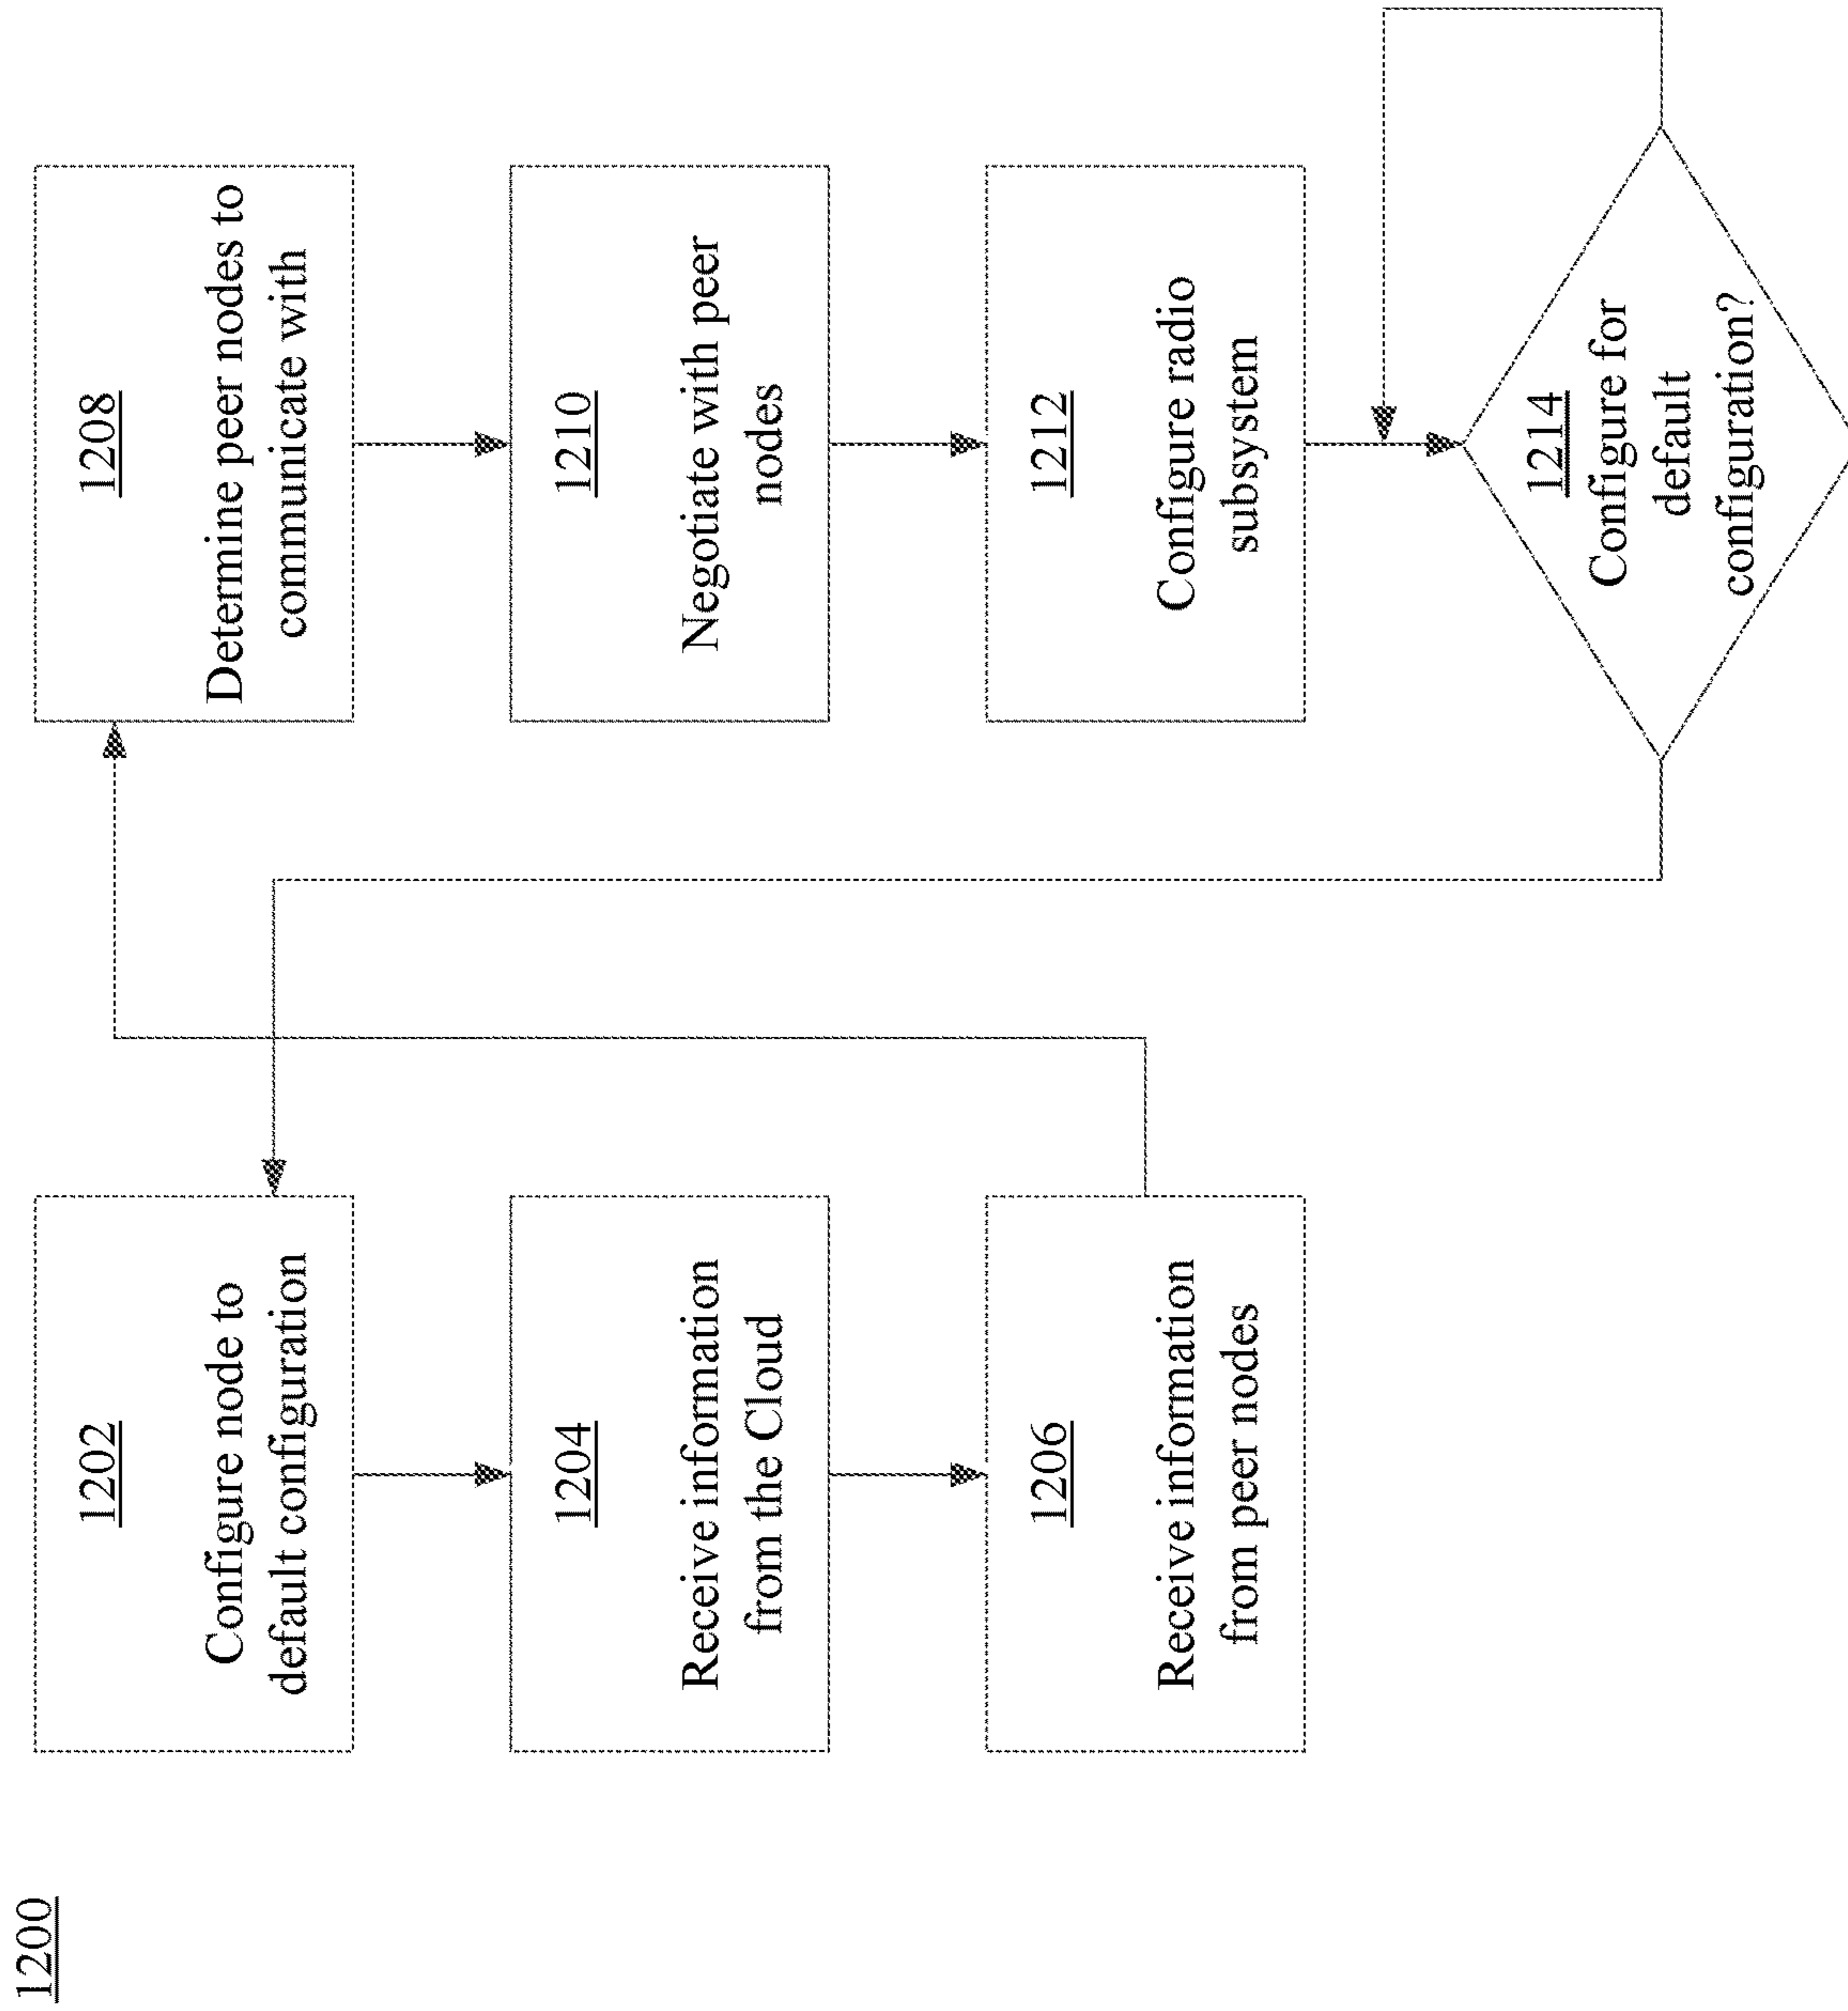 1200
1202
Configure node to
default configuration
1204
Receive information
from the Cloud
1206
Receive information
from peer nodes
1208
Determine peer nodes to
communicate with
1210
Negotiate with peer
nodes
1212
Configure radio
subsystem
1214
Configure for
default
configuration?